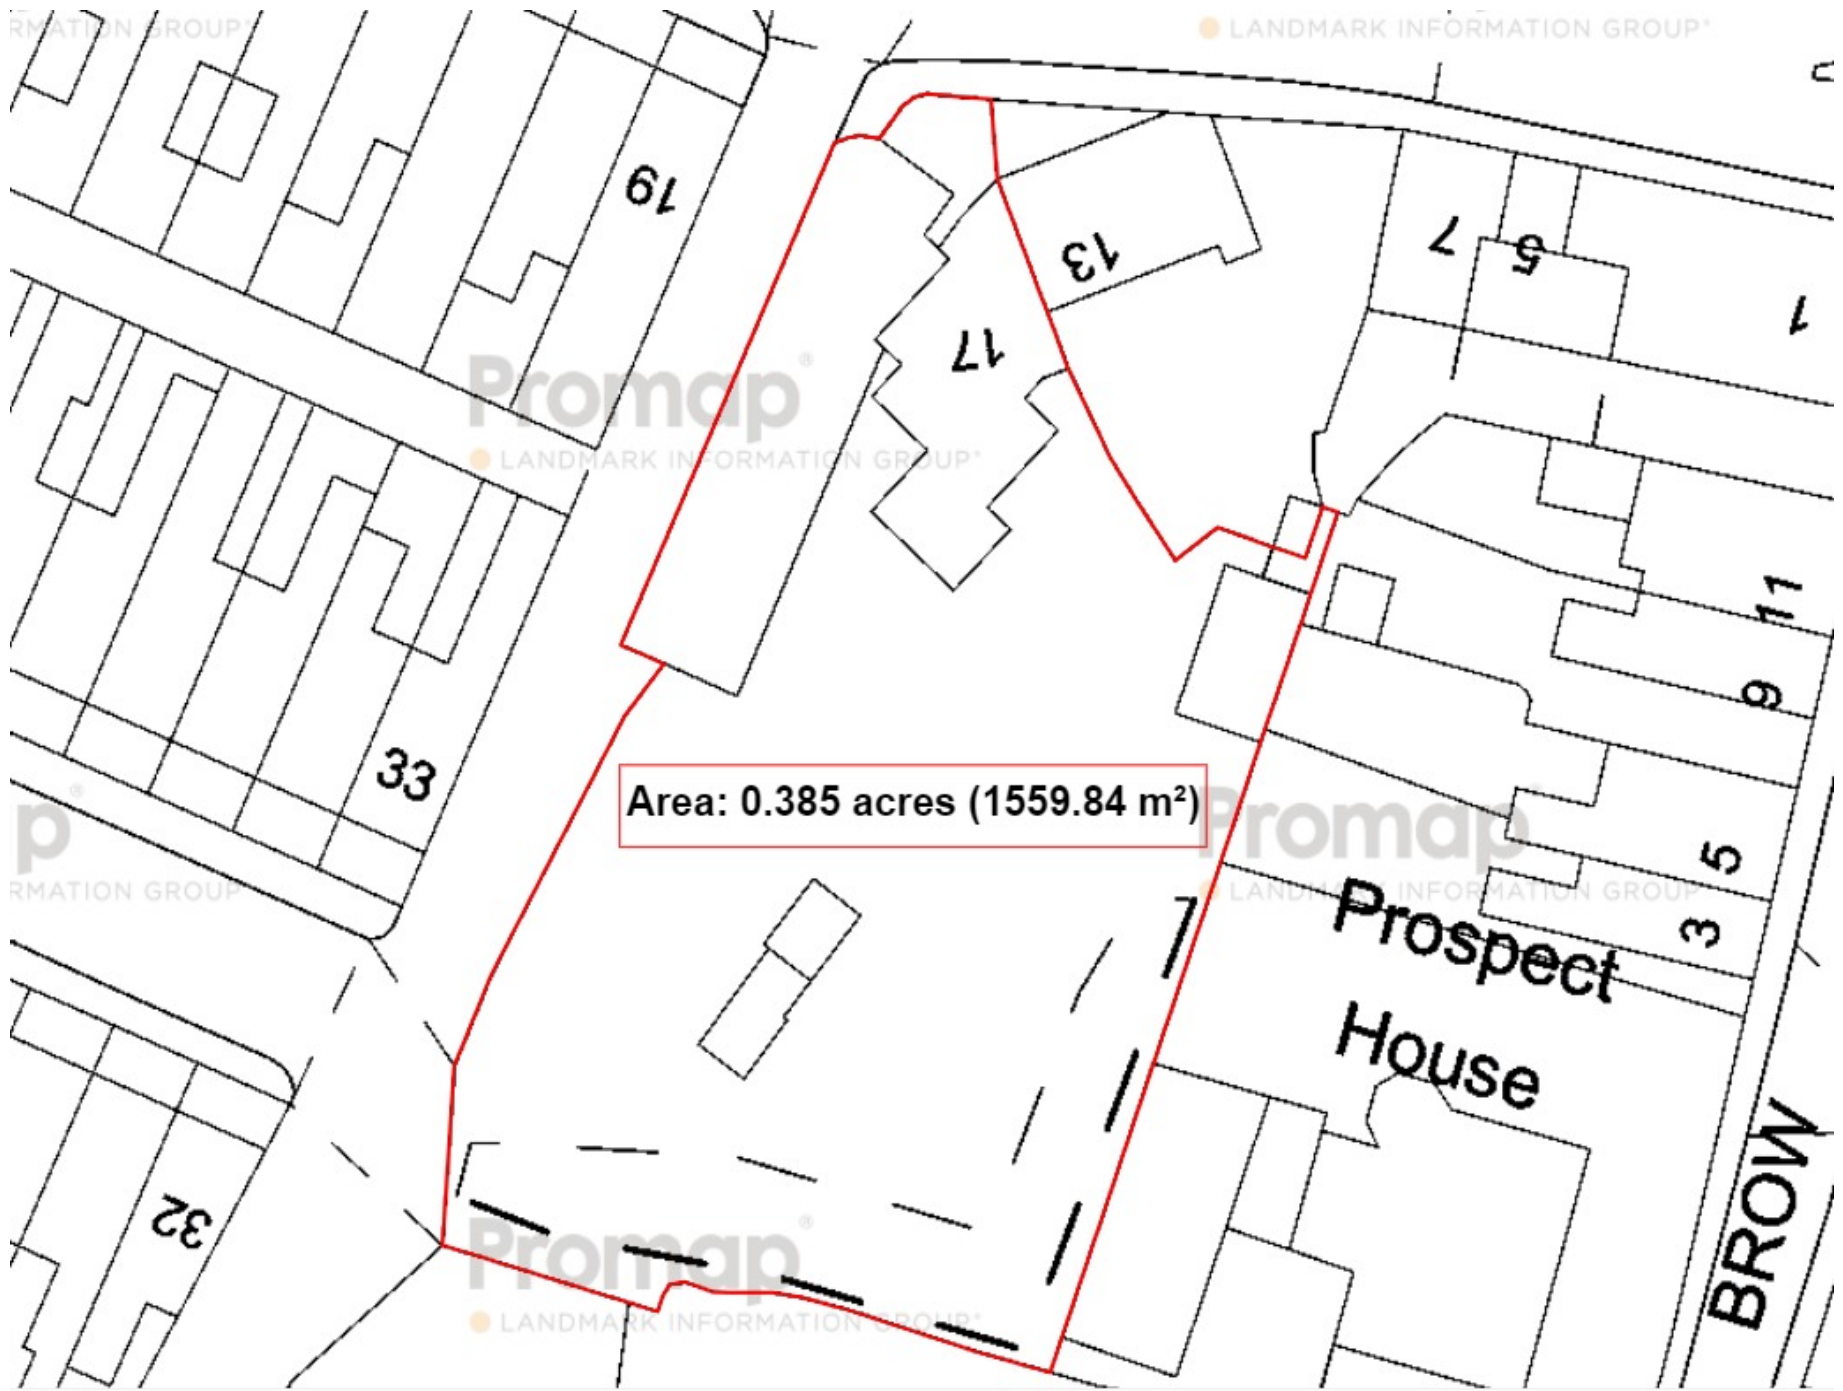 RMATION GROUP
LANDMARK INFORMATION GROUP
19
13
7
5
1
17
Promap
LANDMARK INFORMATION GROUP
11
9
33
Area: 0.385 acres (1559.84 m²)
p
RMATION GROUP
Promap
LANDMARK INFORMATION GROUP
5
3
Prospect
House
32
BROW
Promap
LANDMARK INFORMATION GROUP